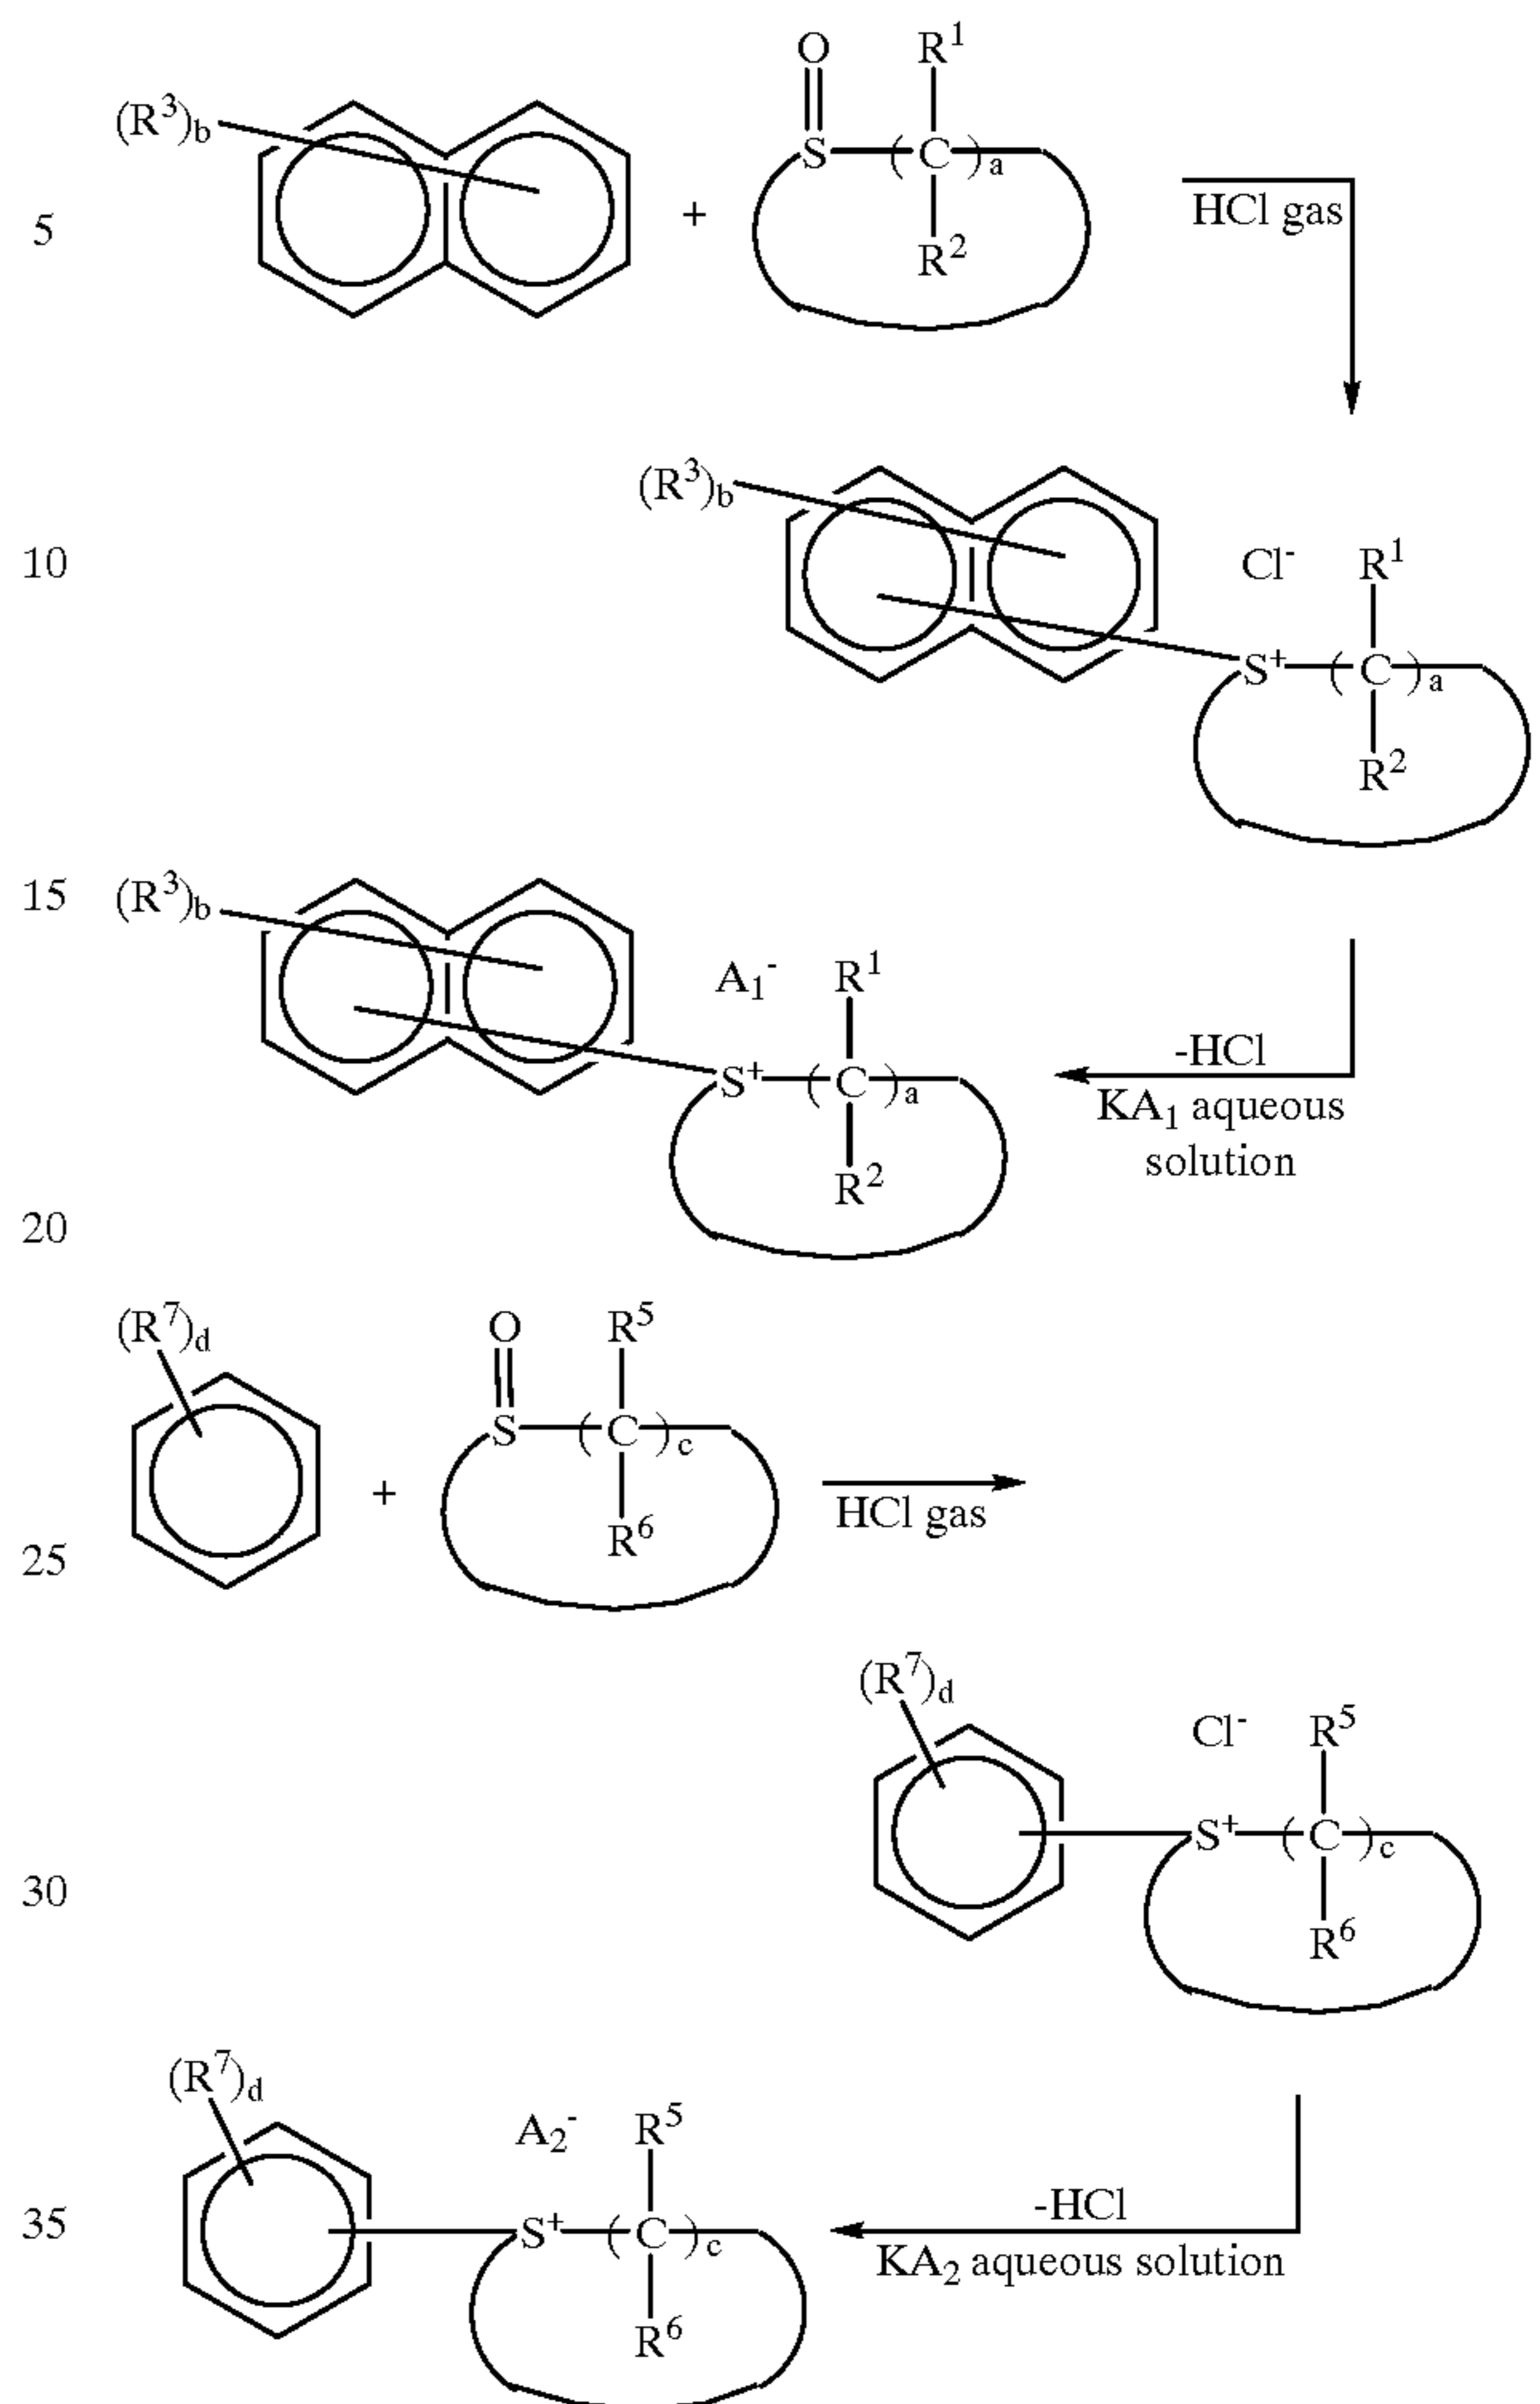 O R¹
(R³)b
S (C)a
5 + HCl gas
R²
(R³)b
10 Cl⁻ R¹
S⁺ (C)a
R²
15 (R³)b
A₁⁻ R¹
-HCl
S⁺ (C)a
KA₁ aqueous
solution
R²
20
(R⁷)d O R⁵
S (C)c
+ HCl gas
R⁶
25
(R⁷)d
Cl⁻ R⁵
S⁺ (C)c
30
R⁶
(R⁷)d
A₂⁻ R⁵
-HCl
35 S⁺ (C)c
KA₂ aqueous solution
R⁶